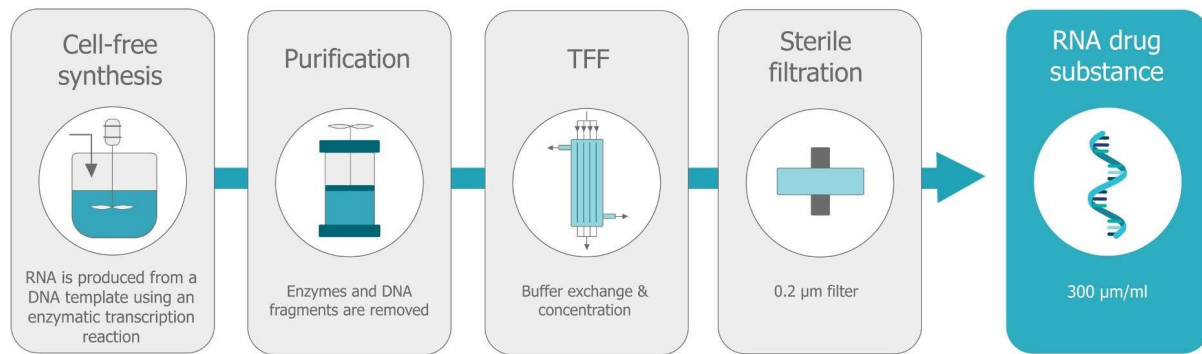 Cell-free
synthesis
RNA is produced from a
DNA template using an
enzymatic transcription
reaction
Purification
Enzymes and DNA
fragments are removed
TFF
Buffer exchange &
concentration
Sterile
filtration
0.2 µm filter
RNA drug
substance
300 µm/ml